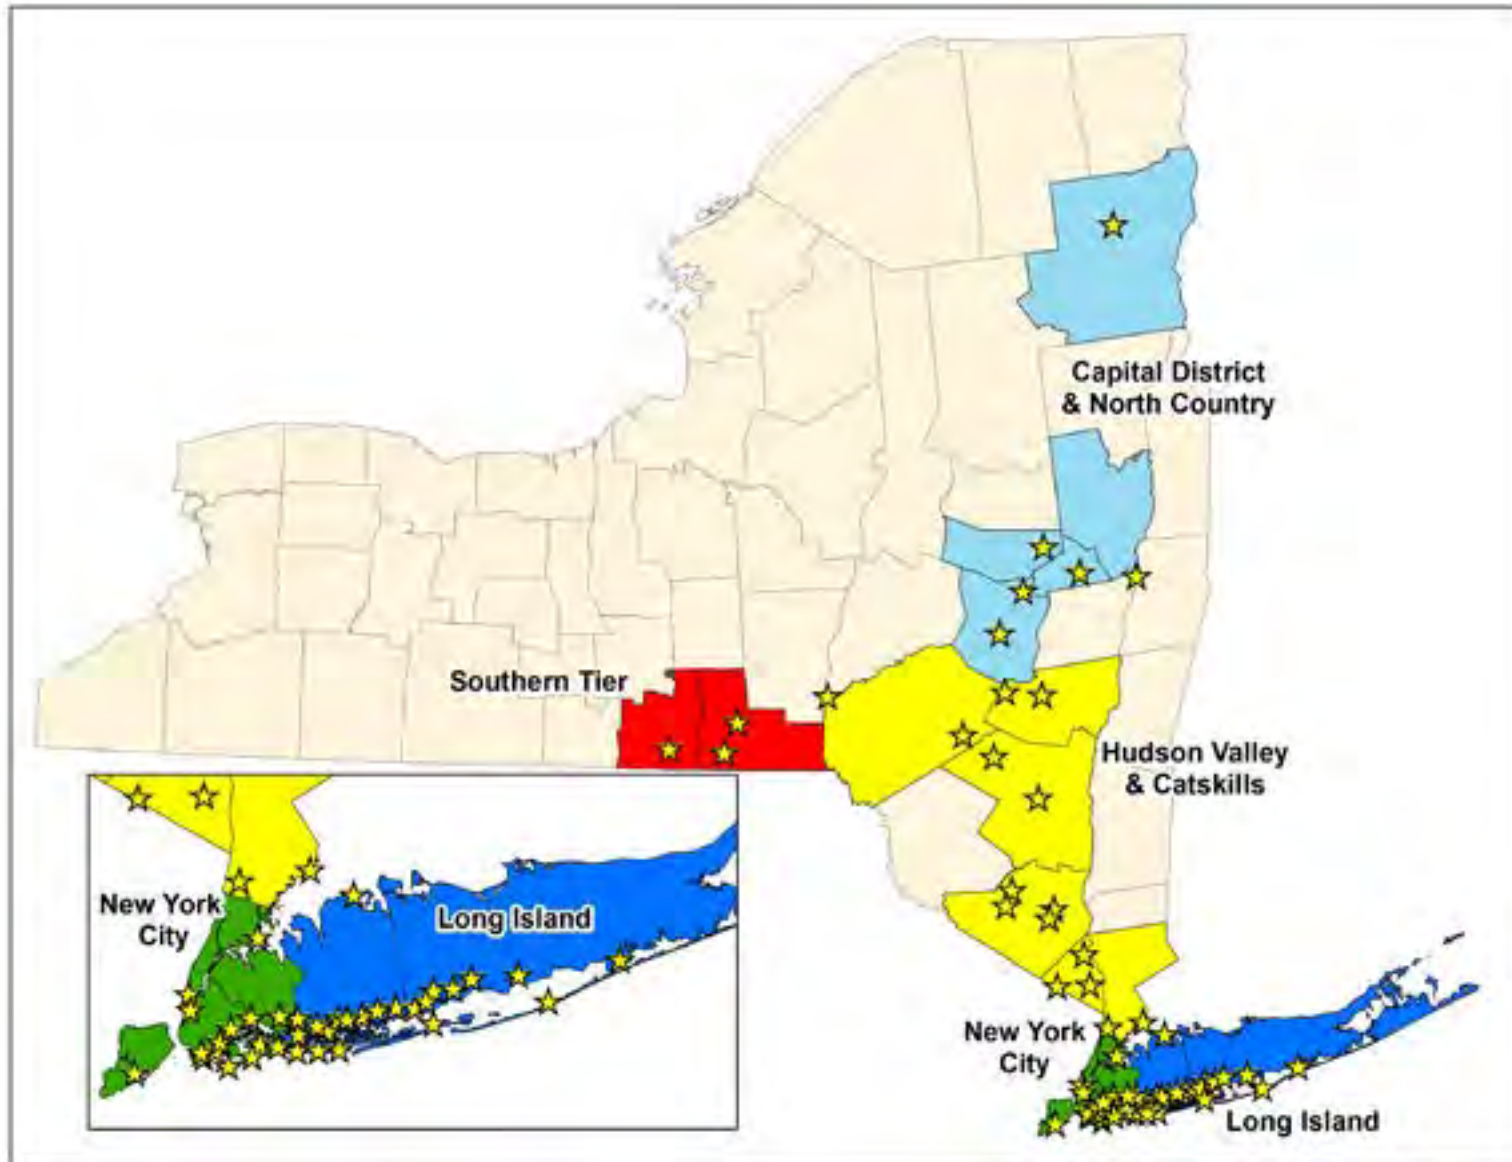 Capital District
& North Country
Southern Tier
Hudson Valley
& Catskills
New York
City
Long Island
New York
City
Long Island